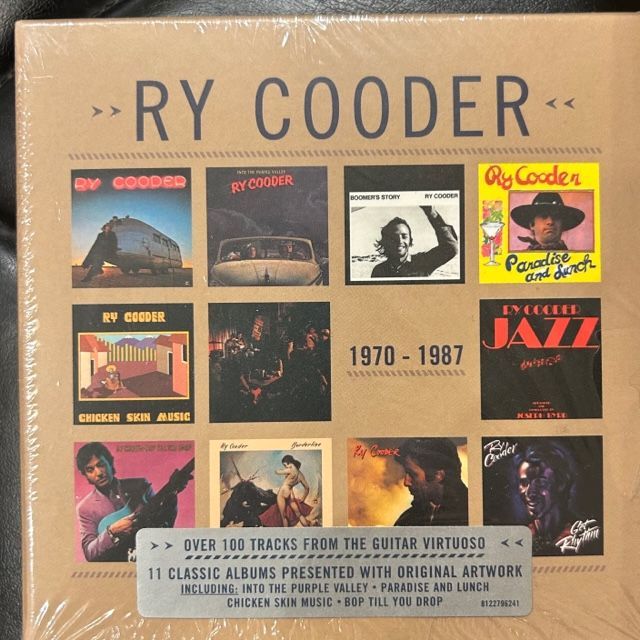 RY COODER
RY COODER
INTO THE PURPLE VALLEY
RY COODER
BOOMER'S STORY RY COODER
Ry Cooder
Paradise
and Lunch
RY COODER
CHICKEN SKIN MUSIC
1970 - 1987
RY COODER
JAZZ
JOSEPH BYRD
Ry Cooder Borderline
Ry Cooder
Ry
Cooder
Get
Rhythm
OVER 100 TRACKS FROM THE GUITAR VIRTUOSO
11 CLASSIC ALBUMS PRESENTED WITH ORIGINAL ARTWORK
INCLUDING: INTO THE PURPLE VALLEY • PARADISE AND LUNCH
CHICKEN SKIN MUSIC • BOP TILL YOU DROP 8122796241